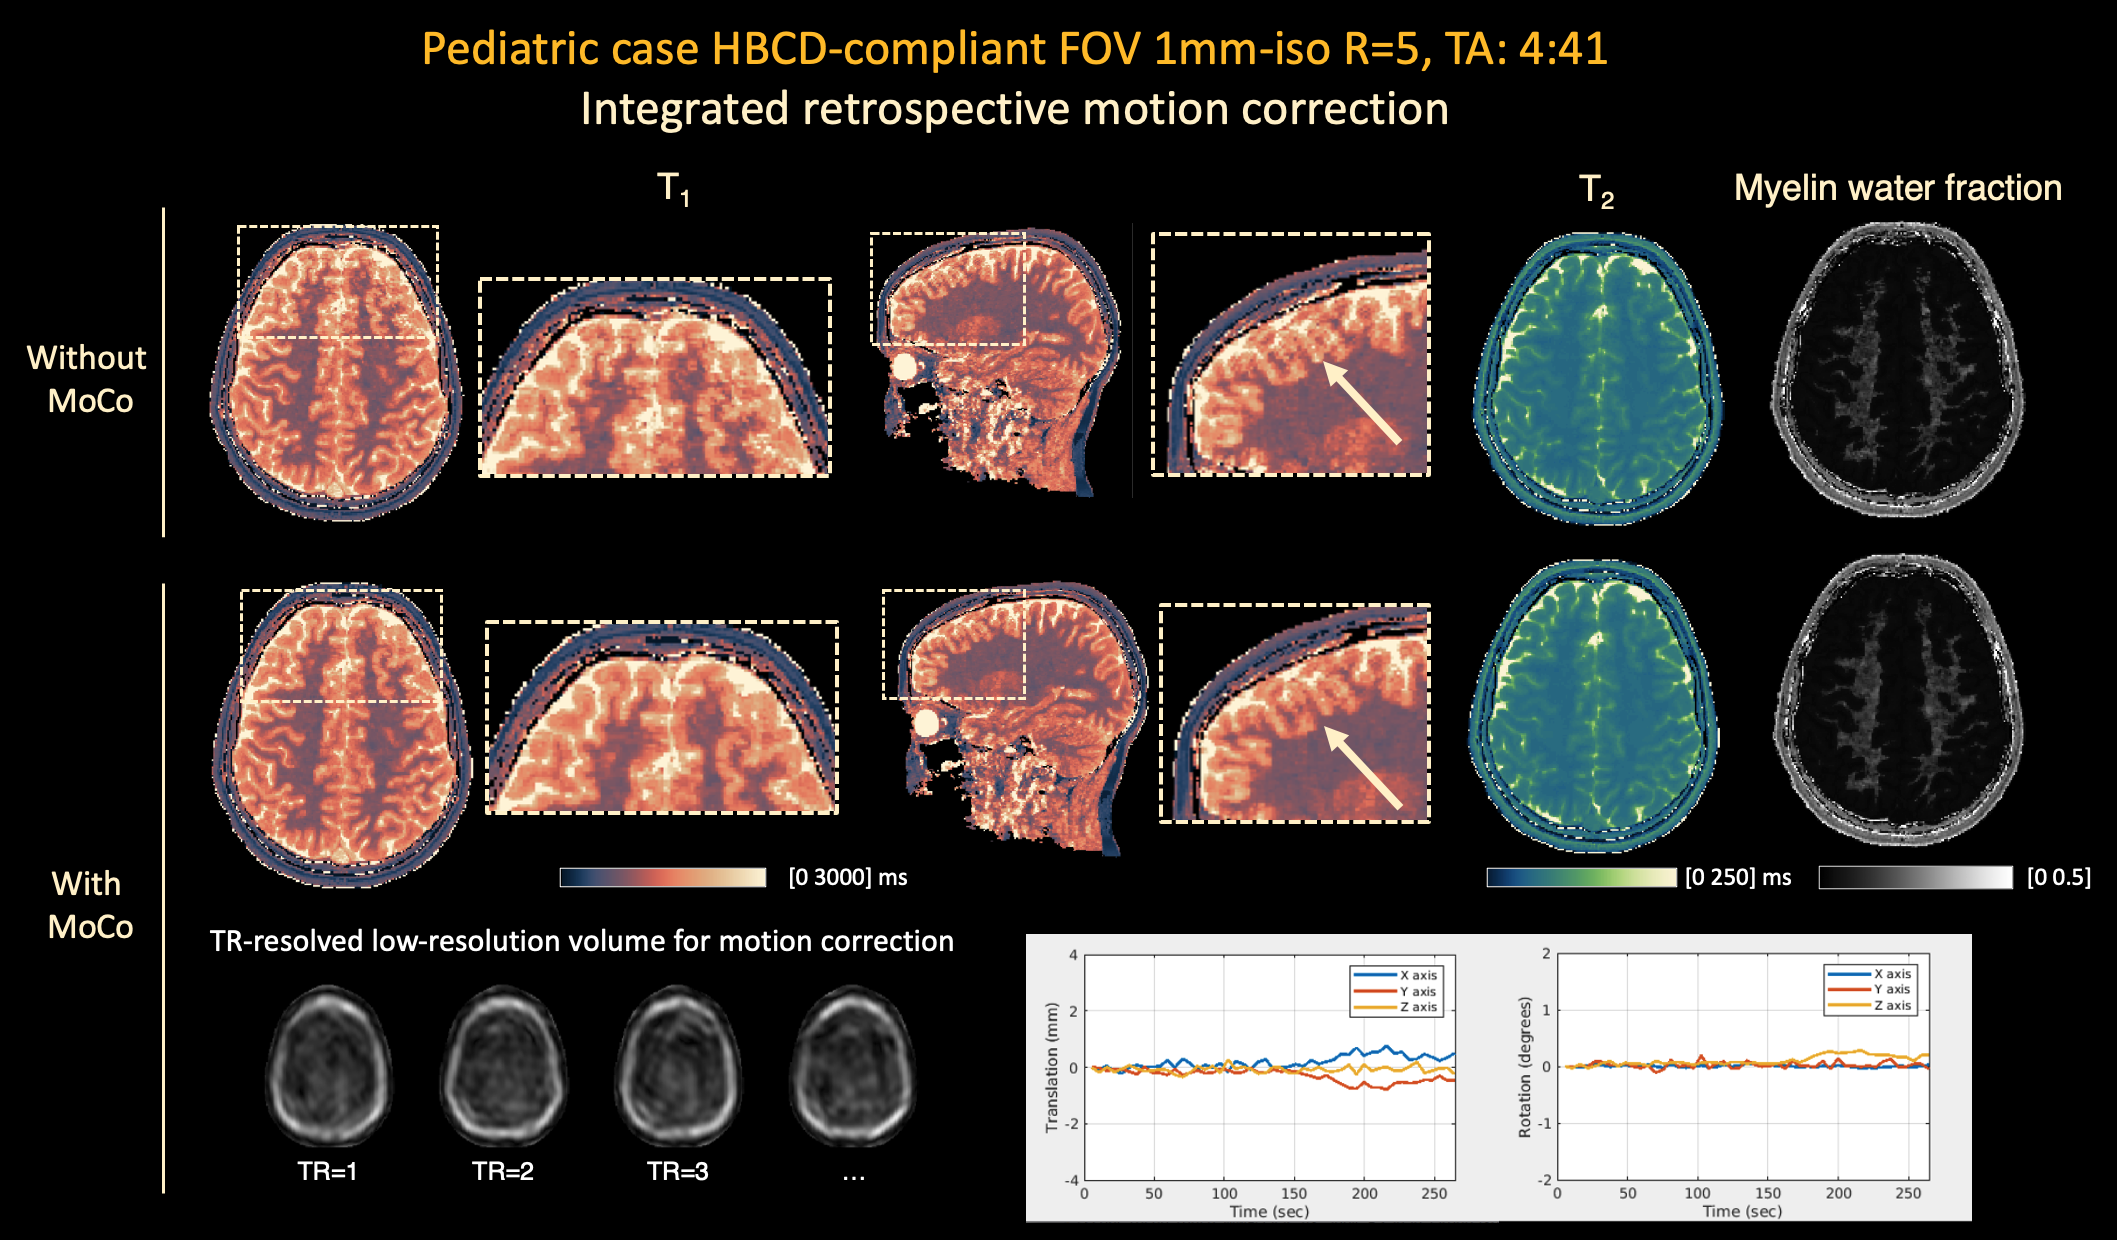 Pediatric case HBCD-compliant FOV 1mm-iso R=5, TA: 4:41
Integrated retrospective motion correction
T1
T2
Myelin water fraction
Without
MoCo
With
MoCo
[0 3000] ms
[0 250] ms
[0 0.5]
TR-resolved low-resolution volume for motion correction
TR=1
TR=2
TR=3
...
Translation (mm)
4
2
0
-2
-4
X axis
Y axis
Z axis
0
50
100
150
200
250
Time (sec)
Rotation (degrees)
2
1
0
-1
-2
X axis
Y axis
Z axis
0
50
100
150
200
250
Time (sec)